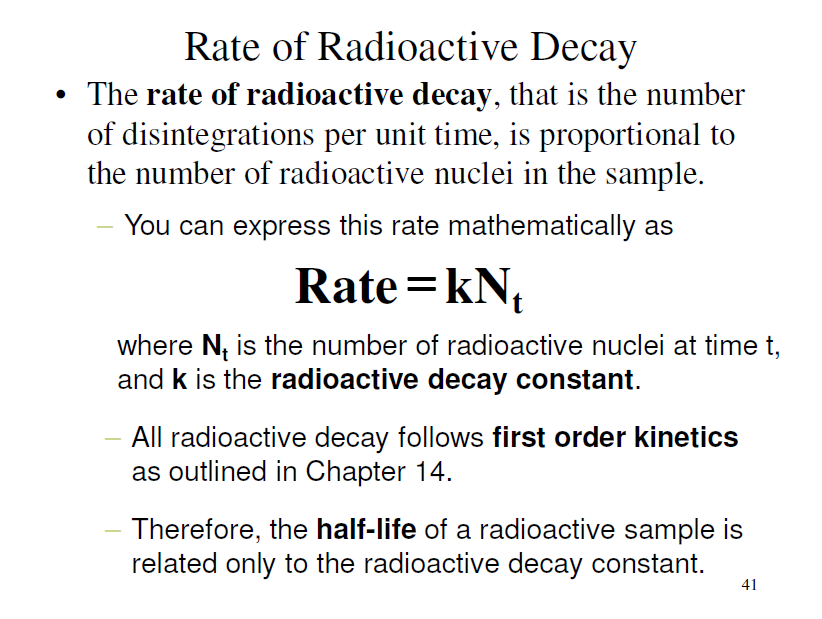 Rate of Radioactive Decay
• The rate of radioactive decay, that is the number
of disintegrations per unit time, is proportional to
the number of radioactive nuclei in the sample.
– You can express this rate mathematically as
Rate = kNt
where Nt is the number of radioactive nuclei at time t,
and k is the radioactive decay constant.
– All radioactive decay follows first order kinetics
as outlined in Chapter 14.
– Therefore, the half-life of a radioactive sample is
related only to the radioactive decay constant.
41